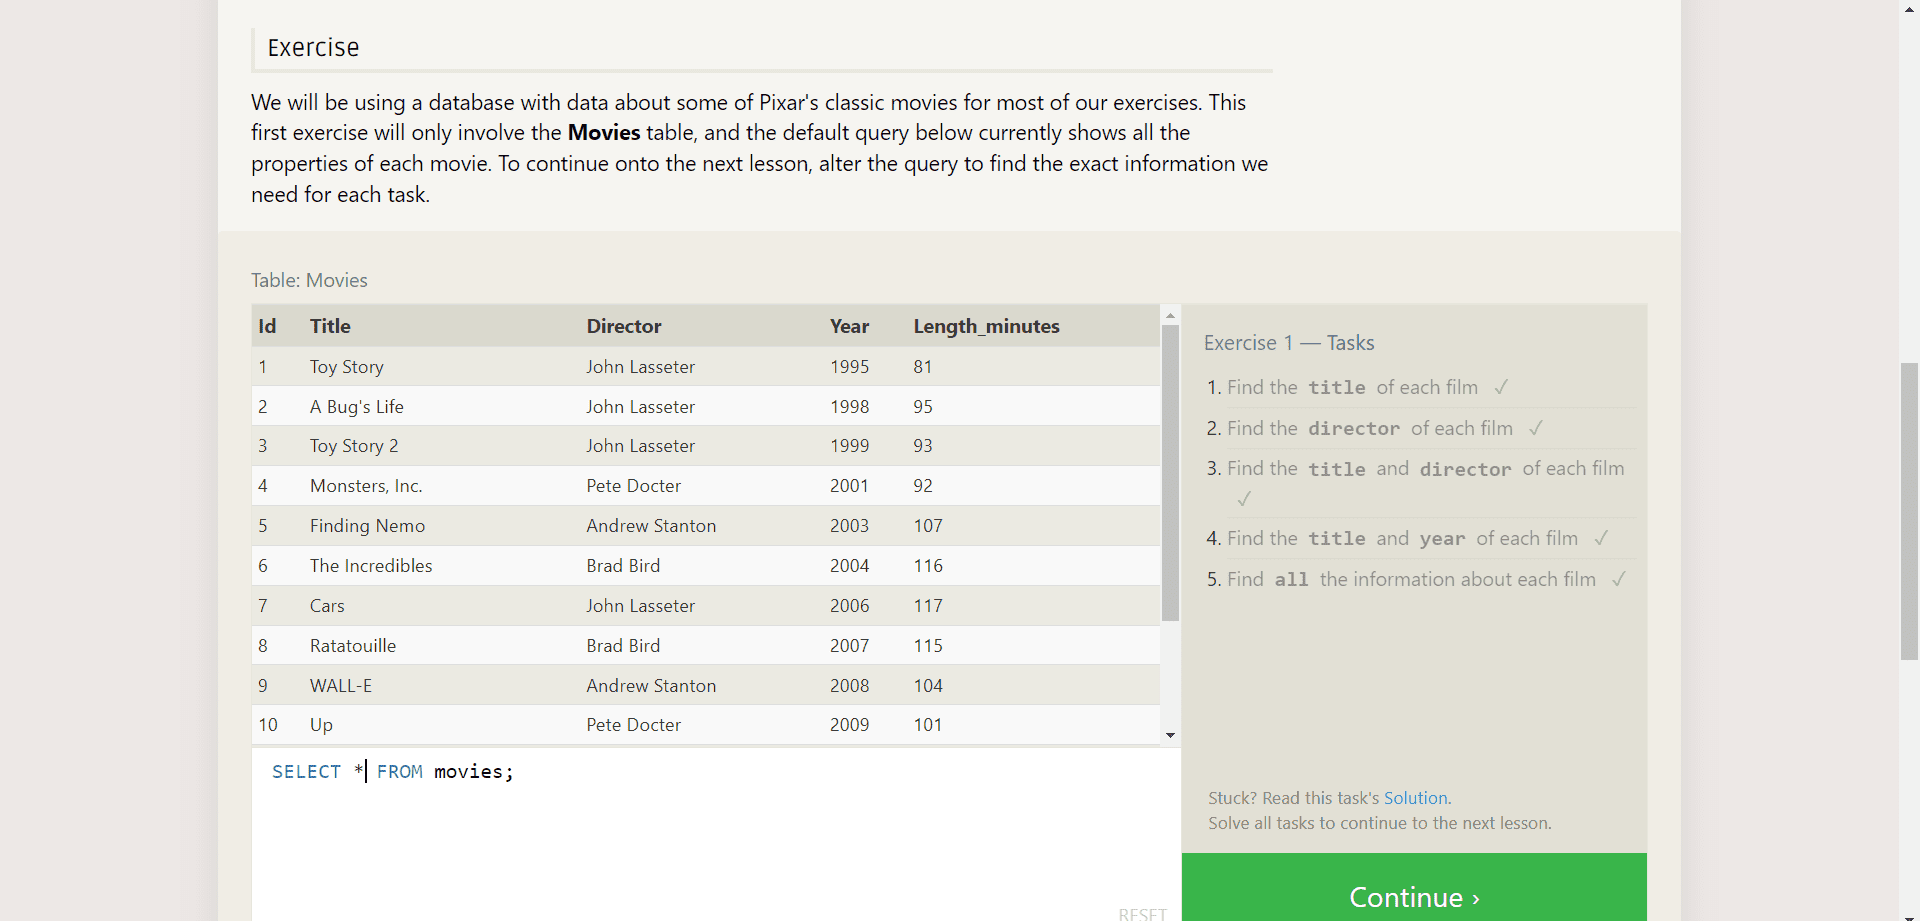 Exercise
We will be using a database with data about some of Pixar's classic movies for most of our exercises. This
first exercise will only involve the Movies table, and the default query below currently shows all the
properties of each movie. To continue onto the next lesson, alter the query to find the exact information we
need for each task.
Table: Movies
Id Title Director Year Length_minutes
1 Toy Story John Lasseter 1995 81
2 A Bug's Life John Lasseter 1998 95
3 Toy Story 2 John Lasseter 1999 93
4 Monsters, Inc. Pete Docter 2001 92
5 Finding Nemo Andrew Stanton 2003 107
6 The Incredibles Brad Bird 2004 116
7 Cars John Lasseter 2006 117
8 Ratatouille Brad Bird 2007 115
9 WALL-E Andrew Stanton 2008 104
10 Up Pete Docter 2009 101
SELECT * FROM movies;
RESET
Exercise 1 — Tasks
1. Find the title of each film ✓
2. Find the director of each film ✓
3. Find the title and director of each film
✓
4. Find the title and year of each film ✓
5. Find all the information about each film ✓
Stuck? Read this task's Solution.
Solve all tasks to continue to the next lesson.
Continue ›